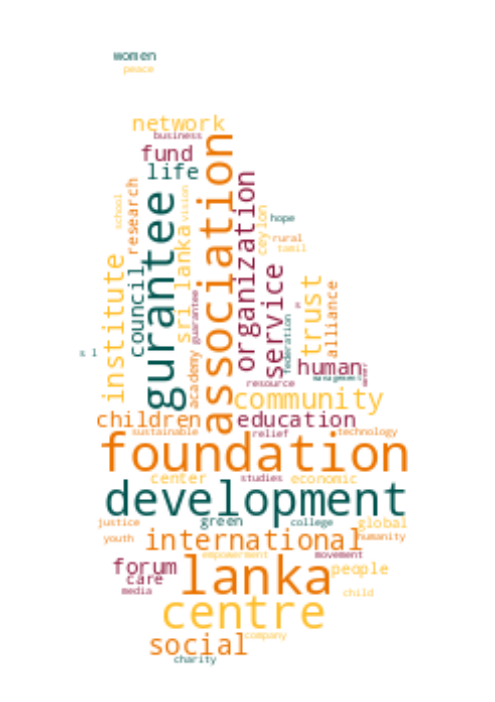 women
peace
network
business
fund
life
association
gurantee
organization
research
school
vision
sri lanka
ceylon
hope
rural
tamil
institute
council
guarantee
academy
service
federation
trust
alliance
human
management
resource
community
children
education
sustainable
relief
technology
s l
foundation
center
studies
economic
development
justice
green
college
global
youth
international
humanity
empowerment
movement
forum
lanka
people
care
media
child
centre
company
social
charity